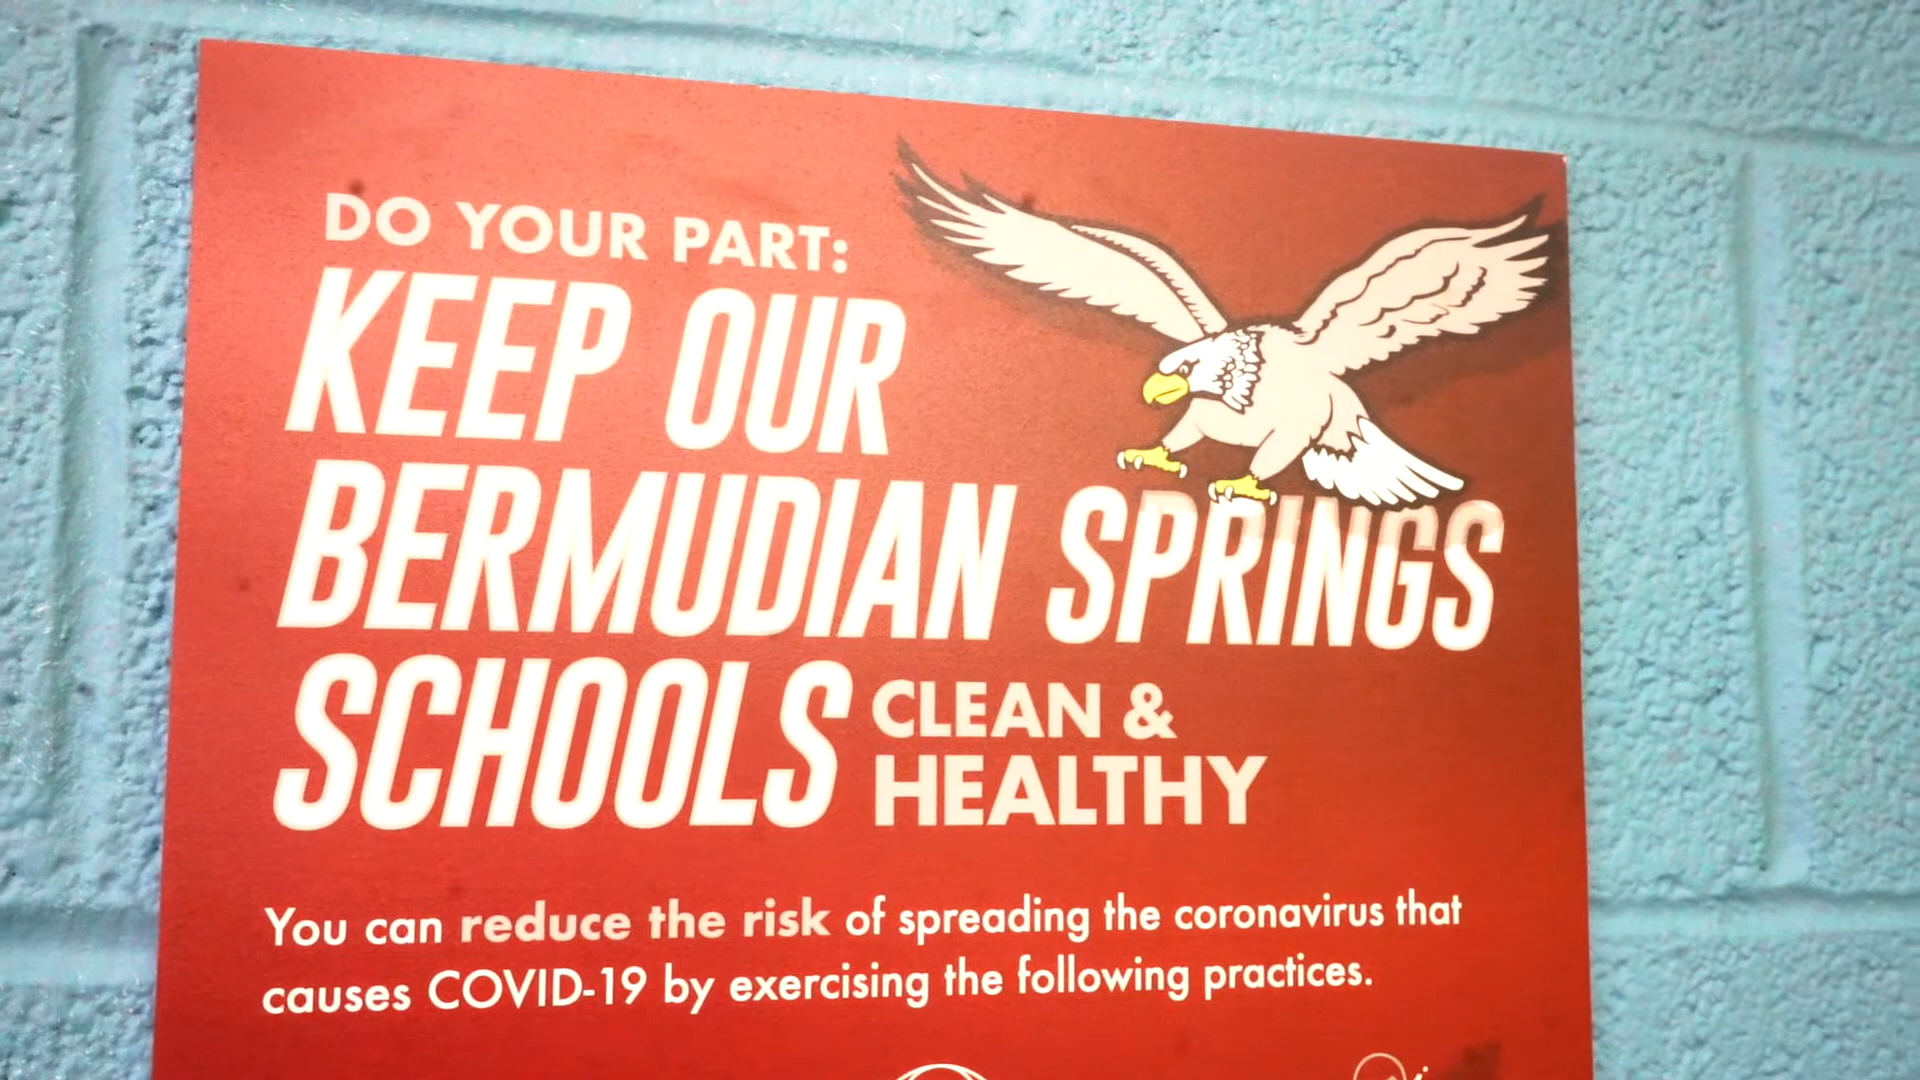 DO YOUR PART:
KEEP OUR
BERMUDIAN SPRINGS
SCHOOLS CLEAN &
HEALTHY
You can reduce the risk of spreading the coronavirus that
causes COVID-19 by exercising the following practices.